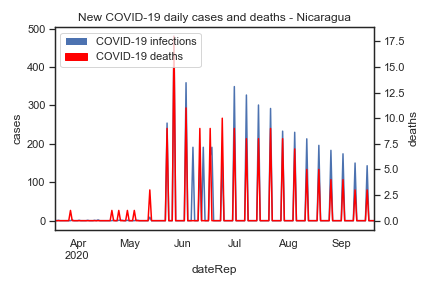 New COVID-19 daily cases and deaths - Nicaragua
COVID-19 infections
COVID-19 deaths
cases
500
400
300
200
100
0
deaths
17.5
15.0
12.5
10.0
7.5
5.0
2.5
0.0
Apr
2020
May
Jun
Jul
Aug
Sep
dateRep